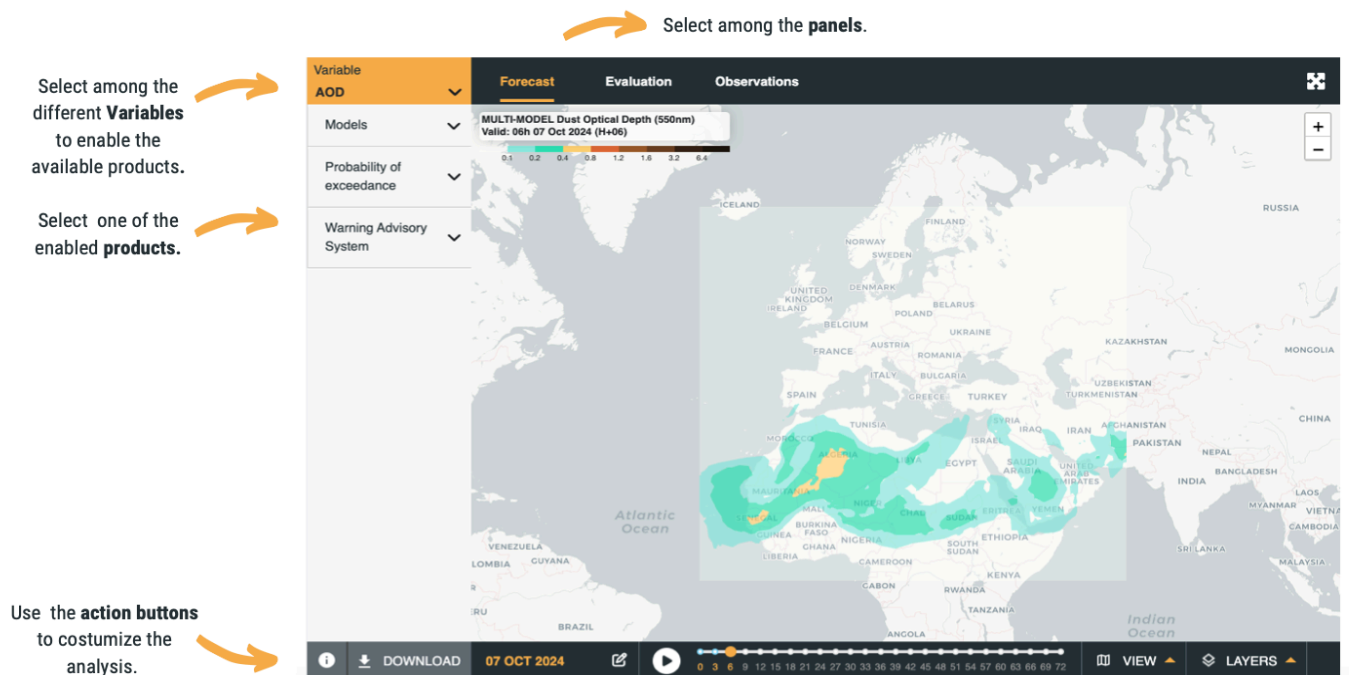 Select among the panels.
Select among the
different Variables
to enable the
available products.
Select one of the
enabled products.
Use the action buttons
to costumize the
analysis.
Variable
AOD
Forecast
Evaluation
Observations
Models
Probability of
exceedance
Warning Advisory
System
MULTI-MODEL Dust Optical Depth (550nm)
Valid: 06h 07 Oct 2024 (H+06)
0.1 0.2 0.4 0.8 1.2 1.6 3.2 6.4
+
−
ICELAND
RUSSIA
FINLAND
NORWAY
SWEDEN
UNITED
KINGDOM
DENMARK
IRELAND
BELARUS
POLAND
BELGIUM
UKRAINE
KAZAKHSTAN
FRANCE
AUSTRIA
ROMANIA
MONGOLIA
ITALY
BULGARIA
UZBEKISTAN
SPAIN
GREECE
TURKEY
TURKMENISTAN
CHINA
TUNISIA
SYRIA
IRAQ
IRAN
AFGHANISTAN
MOROCCO
ISRAEL
PAKISTAN
ALGERIA
LIBYA
EGYPT
SAUDI
ARABIA
UNITED
ARAB
EMIRATES
NEPAL
BANGLADESH
INDIA
MAURITANIA
MALI
NIGER
CHAD
SUDAN
ERITREA
YEMEN
LAOS
MYANMAR
VIETNA
Atlantic
Ocean
SENEGAL
BURKINA
FASO
CAMBODIA
GUINEA
GHANA
NIGERIA
SOUTH
SUDAN
ETHIOPIA
VENEZUELA
GUYANA
LIBERIA
CAMEROON
SRI LANKA
MALAYSIA
LOMBIA
KENYA
GABON
RWANDA
TANZANIA
RU
BRAZIL
Indian
Ocean
ANGOLA
DOWNLOAD
07 OCT 2024
0 3 6 9 12 15 18 21 24 27 30 33 36 39 42 45 48 51 54 57 60 63 66 69 72
VIEW
LAYERS